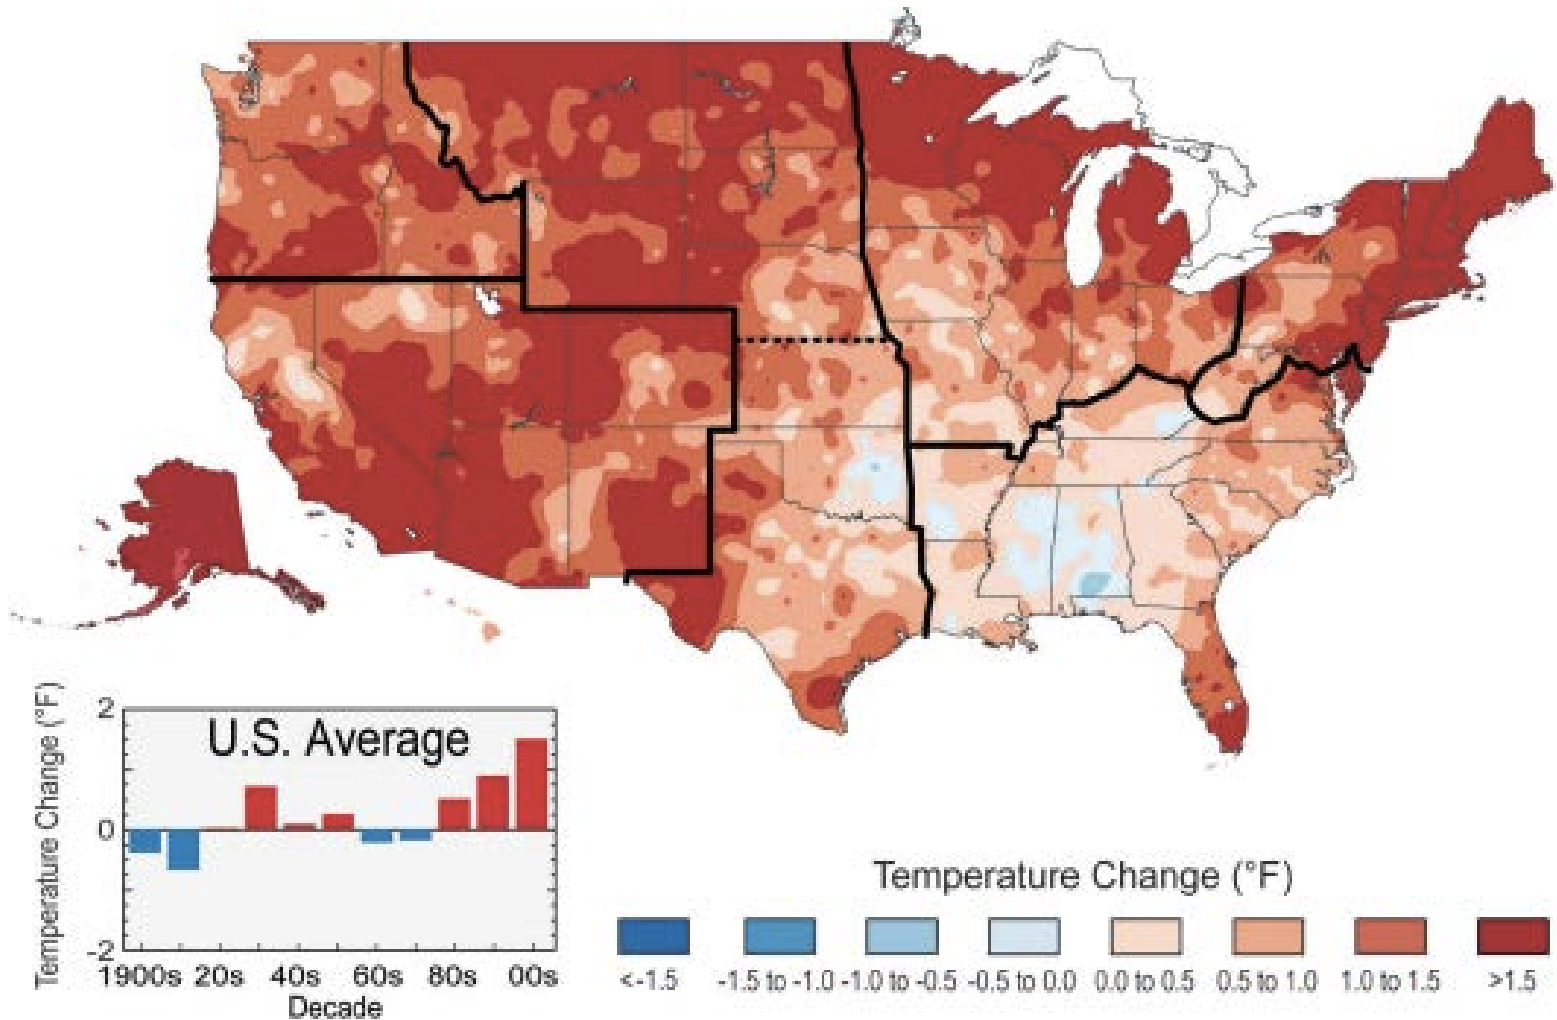 U.S. Average
Temperature Change (°F)
2
0
-2
1900s 20s 40s 60s 80s 00s
Decade
Temperature Change (°F)
<-1.5 -1.5 to -1.0 -1.0 to -0.5 -0.5 to 0.0 0.0 to 0.5 0.5 to 1.0 1.0 to 1.5 >1.5